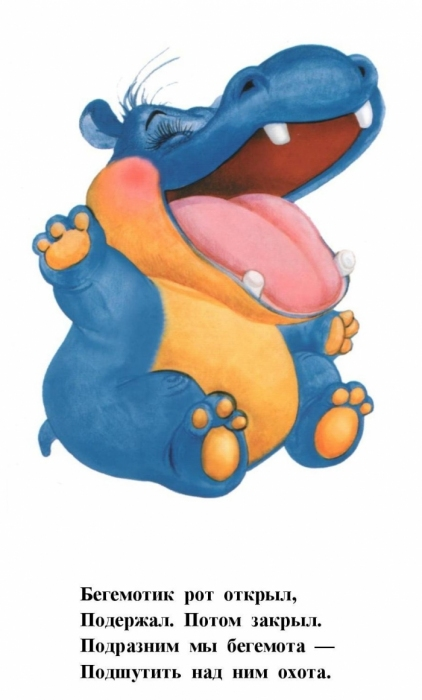 Бегемотик рот открыл,
Подержал. Потом закрыл.
Подразним мы бегемота —
Подшутить над ним охота.